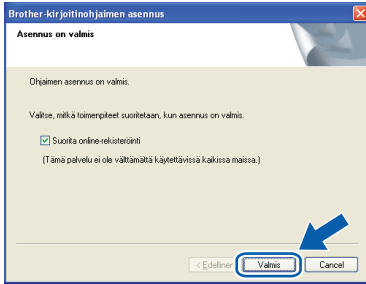 Brother-kirjoitinohjaimen asennus
Asennus on valmis
Ohjaimen asennus on valmis.
Valitse, mitkä toimenpiteet suoritetaan, kun asennus on valmis.
Suorita online-rekisteröinti
(Tämä palvelu ei ole välttämättä käytettävissä kaikissa maissa.)
< Edellinen Valmis Cancel